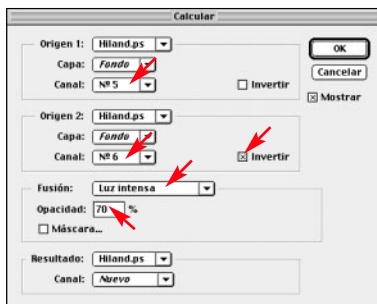 Calcular
Origen 1: Hiland.ps
Capa: Fondo
Canal: Nº 5
Invertir
OK
Cancelar
Mostrar
Origen 2: Hiland.ps
Capa: Fondo
Canal: Nº 6
Invertir
Fusión: Luz intensa
Opacidad: 70 %
Máscara...
Resultado: Hiland.ps
Canal: Nuevo